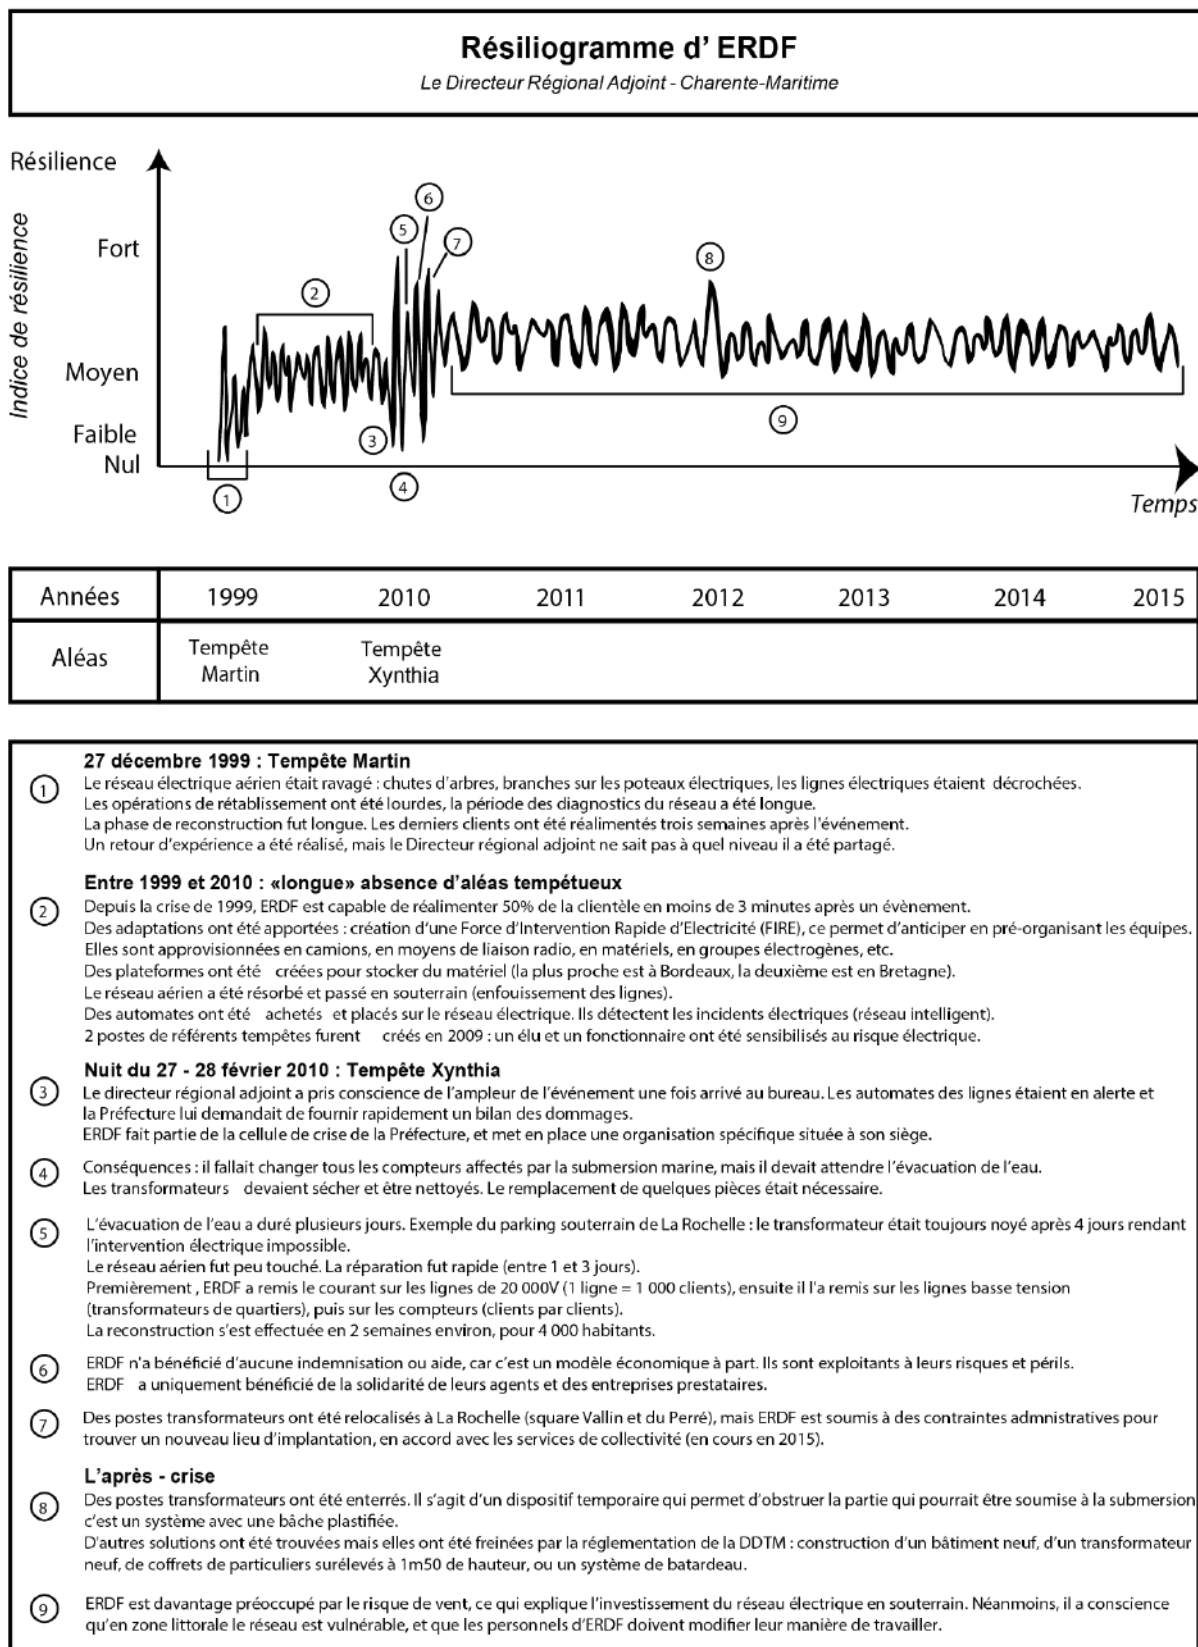 Résiliogramme d' ERDF
Le Directeur Régional Adjoint - Charente-Maritime
Résilience
Indice de résilience
Fort
Moyen
Faible
Nul
1
2
3
4
5
6
7
8
9
Temps
Années 1999 2010 2011 2012 2013 2014 2015
Aléas
Tempête Martin
Tempête Xynthia
27 décembre 1999 : Tempête Martin
1
Le réseau électrique aérien était ravagé : chutes d'arbres, branches sur les poteaux électriques, les lignes électriques étaient décrochées.
Les opérations de rétablissement ont été lourdes, la période des diagnostics du réseau a été longue.
La phase de reconstruction fut longue. Les derniers clients ont été réalimentés trois semaines après l'événement.
Un retour d'expérience a été réalisé, mais le Directeur régional adjoint ne sait pas à quel niveau il a été partagé.
Entre 1999 et 2010 : «longue» absence d'aléas tempétueux
2
Depuis la crise de 1999, ERDF est capable de réalimenter 50% de la clientèle en moins de 3 minutes après un évènement.
Des adaptations ont été apportées : création d'une Force d'Intervention Rapide d'Electricité (FIRE), ce permet d'anticiper en pré-organisant les équipes.
Elles sont approvisionnées en camions, en moyens de liaison radio, en matériels, en groupes électrogènes, etc.
Des plateformes ont été créées pour stocker du matériel (la plus proche est à Bordeaux, la deuxième est en Bretagne).
Le réseau aérien a été résorbé et passé en souterrain (enfouissement des lignes).
Des automates ont été achetés et placés sur le réseau électrique. Ils détectent les incidents électriques (réseau intelligent).
2 postes de référents tempêtes furent créés en 2009 : un élu et un fonctionnaire ont été sensibilisés au risque électrique.
Nuit du 27 - 28 février 2010 : Tempête Xynthia
3
Le directeur régional adjoint a pris conscience de l'ampleur de l'événement une fois arrivé au bureau. Les automates des lignes étaient en alerte et
la Préfecture lui demandait de fournir rapidement un bilan des dommages.
ERDF fait partie de la cellule de crise de la Préfecture, et met en place une organisation spécifique située à son siège.
4
Conséquences : il fallait changer tous les compteurs affectés par la submersion marine, mais il devait attendre l'évacuation de l'eau.
Les transformateurs devaient sécher et être nettoyés. Le remplacement de quelques pièces était nécessaire.
5
L'évacuation de l'eau a duré plusieurs jours. Exemple du parking souterrain de La Rochelle : le transformateur était toujours noyé après 4 jours rendant
l'intervention électrique impossible.
Le réseau aérien fut peu touché. La réparation fut rapide (entre 1 et 3 jours).
Premièrement , ERDF a remis le courant sur les lignes de 20 000V (1 ligne = 1 000 clients), ensuite il l'a remis sur les lignes basse tension
(transformateurs de quartiers), puis sur les compteurs (clients par clients).
La reconstruction s'est effectuée en 2 semaines environ, pour 4 000 habitants.
6
ERDF n'a bénéficié d'aucune indemnisation ou aide, car c'est un modèle économique à part. Ils sont exploitants à leurs risques et périls.
ERDF a uniquement bénéficié de la solidarité de leurs agents et des entreprises prestataires.
7
Des postes transformateurs ont été relocalisés à La Rochelle (square Vallin et du Perré), mais ERDF est soumis à des contraintes admnistratives pour
trouver un nouveau lieu d'implantation, en accord avec les services de collectivité (en cours en 2015).
L'après - crise
8
Des postes transformateurs ont été enterrés. Il s'agit d'un dispositif temporaire qui permet d'obstruer la partie qui pourrait être soumise à la submersion
c'est un système avec une bâche plastifiée.
D'autres solutions ont été trouvées mais elles ont été freinées par la réglementation de la DDTM : construction d'un bâtiment neuf, d'un transformateur
neuf, de coffrets de particuliers surélevés à 1m50 de hauteur, ou un système de batardeau.
9
ERDF est davantage préoccupé par le risque de vent, ce qui explique l'investissement du réseau électrique en souterrain. Néanmoins, il a conscience
qu'en zone littorale le réseau est vulnérable, et que les personnels d'ERDF doivent modifier leur manière de travailler.